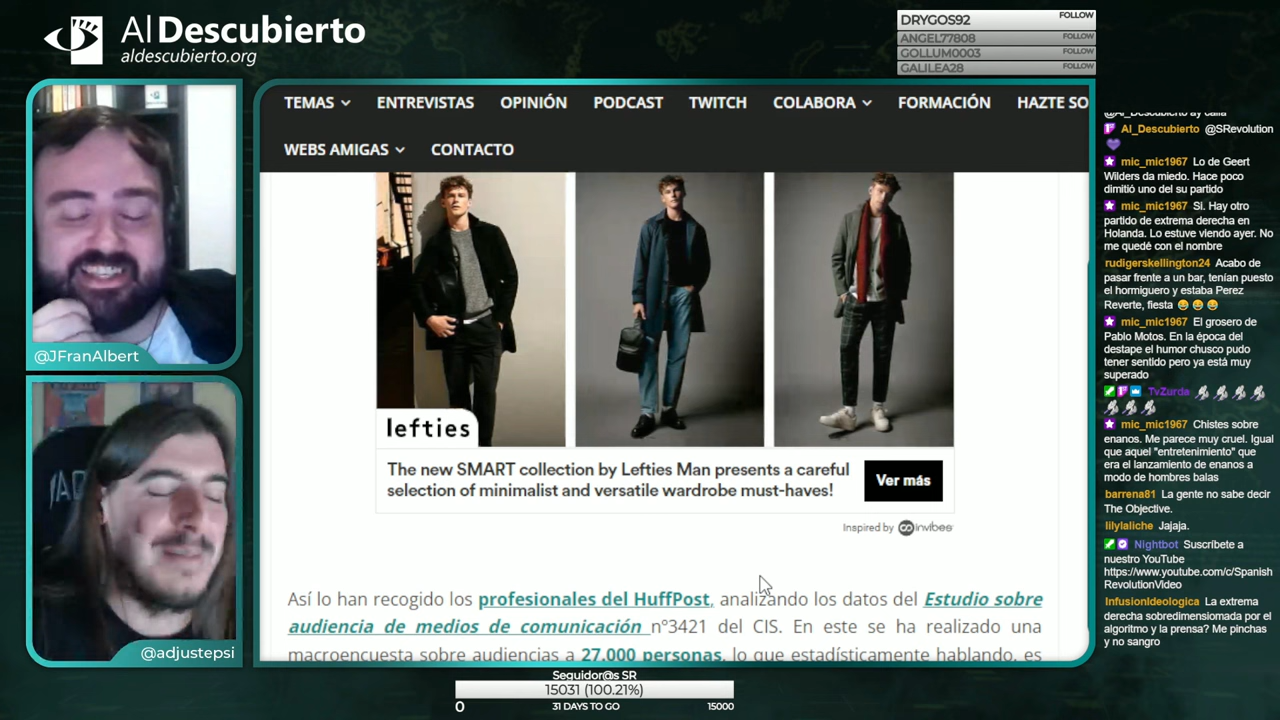 Al Descubierto
aldescubierto.org
DRYGOS92 FOLLOW
ANGEL77808 FOLLOW
GOLLUM0003 FOLLOW
GALILEA28 FOLLOW
TEMAS ENTREVISTAS OPINIÓN PODCAST TWITCH COLABORA FORMACIÓN HAZTE SO
WEBS AMIGAS CONTACTO
@JFranAlbert
@adjustepsi
lefties
The new SMART collection by Lefties Man presents a careful
selection of minimalist and versatile wardrobe must-haves!
Ver más
Inspired by invibes
Así lo han recogido los profesionales del HuffPost, analizando los datos del Estudio sobre
audiencia de medios de comunicación n°3421 del CIS. En este se ha realizado una
macroencuesta sobre audiencias a 27.000 personas, lo que estadísticamente hablando, es
@Al_Descubierto ay calla
Al_Descubierto @SRevolution
mic_mic1967 Lo de Geert
Wilders da miedo. Hace poco
dimitió uno del su partido
mic_mic1967 Si. Hay otro
partido de extrema derecha en
Holanda. Lo estuve viendo ayer. No
me quedé con el nombre
rudigerskellington24 Acabo de
pasar frente a un bar, tenían puesto
el hormiguero y estaba Perez
Reverte, fiesta 😂 😂 😂
mic_mic1967 El grosero de
Pablo Motos. En la época del
destape el humor chusco pudo
tener sentido pero ya está muy
superado
TvZurda
mic_mic1967 Chistes sobre
enanos. Me parece muy cruel. Igual
que aquel "entretenimiento" que
era el lanzamiento de enanos a
modo de hombres balas
barrena81 La gente no sabe decir
The Objective.
lilylaliche Jajaja.
Nightbot Suscríbete a
nuestro YouTube
https://www.youtube.com/c/Spanish
RevolutionVideo
InfusionIdeologica La extrema
derecha sobredimensiomada por el
algoritmo y la prensa? Me pinchas
y no sangro
Seguidor@s SR
15031 (100.21%)
0 31 DAYS TO GO 15000